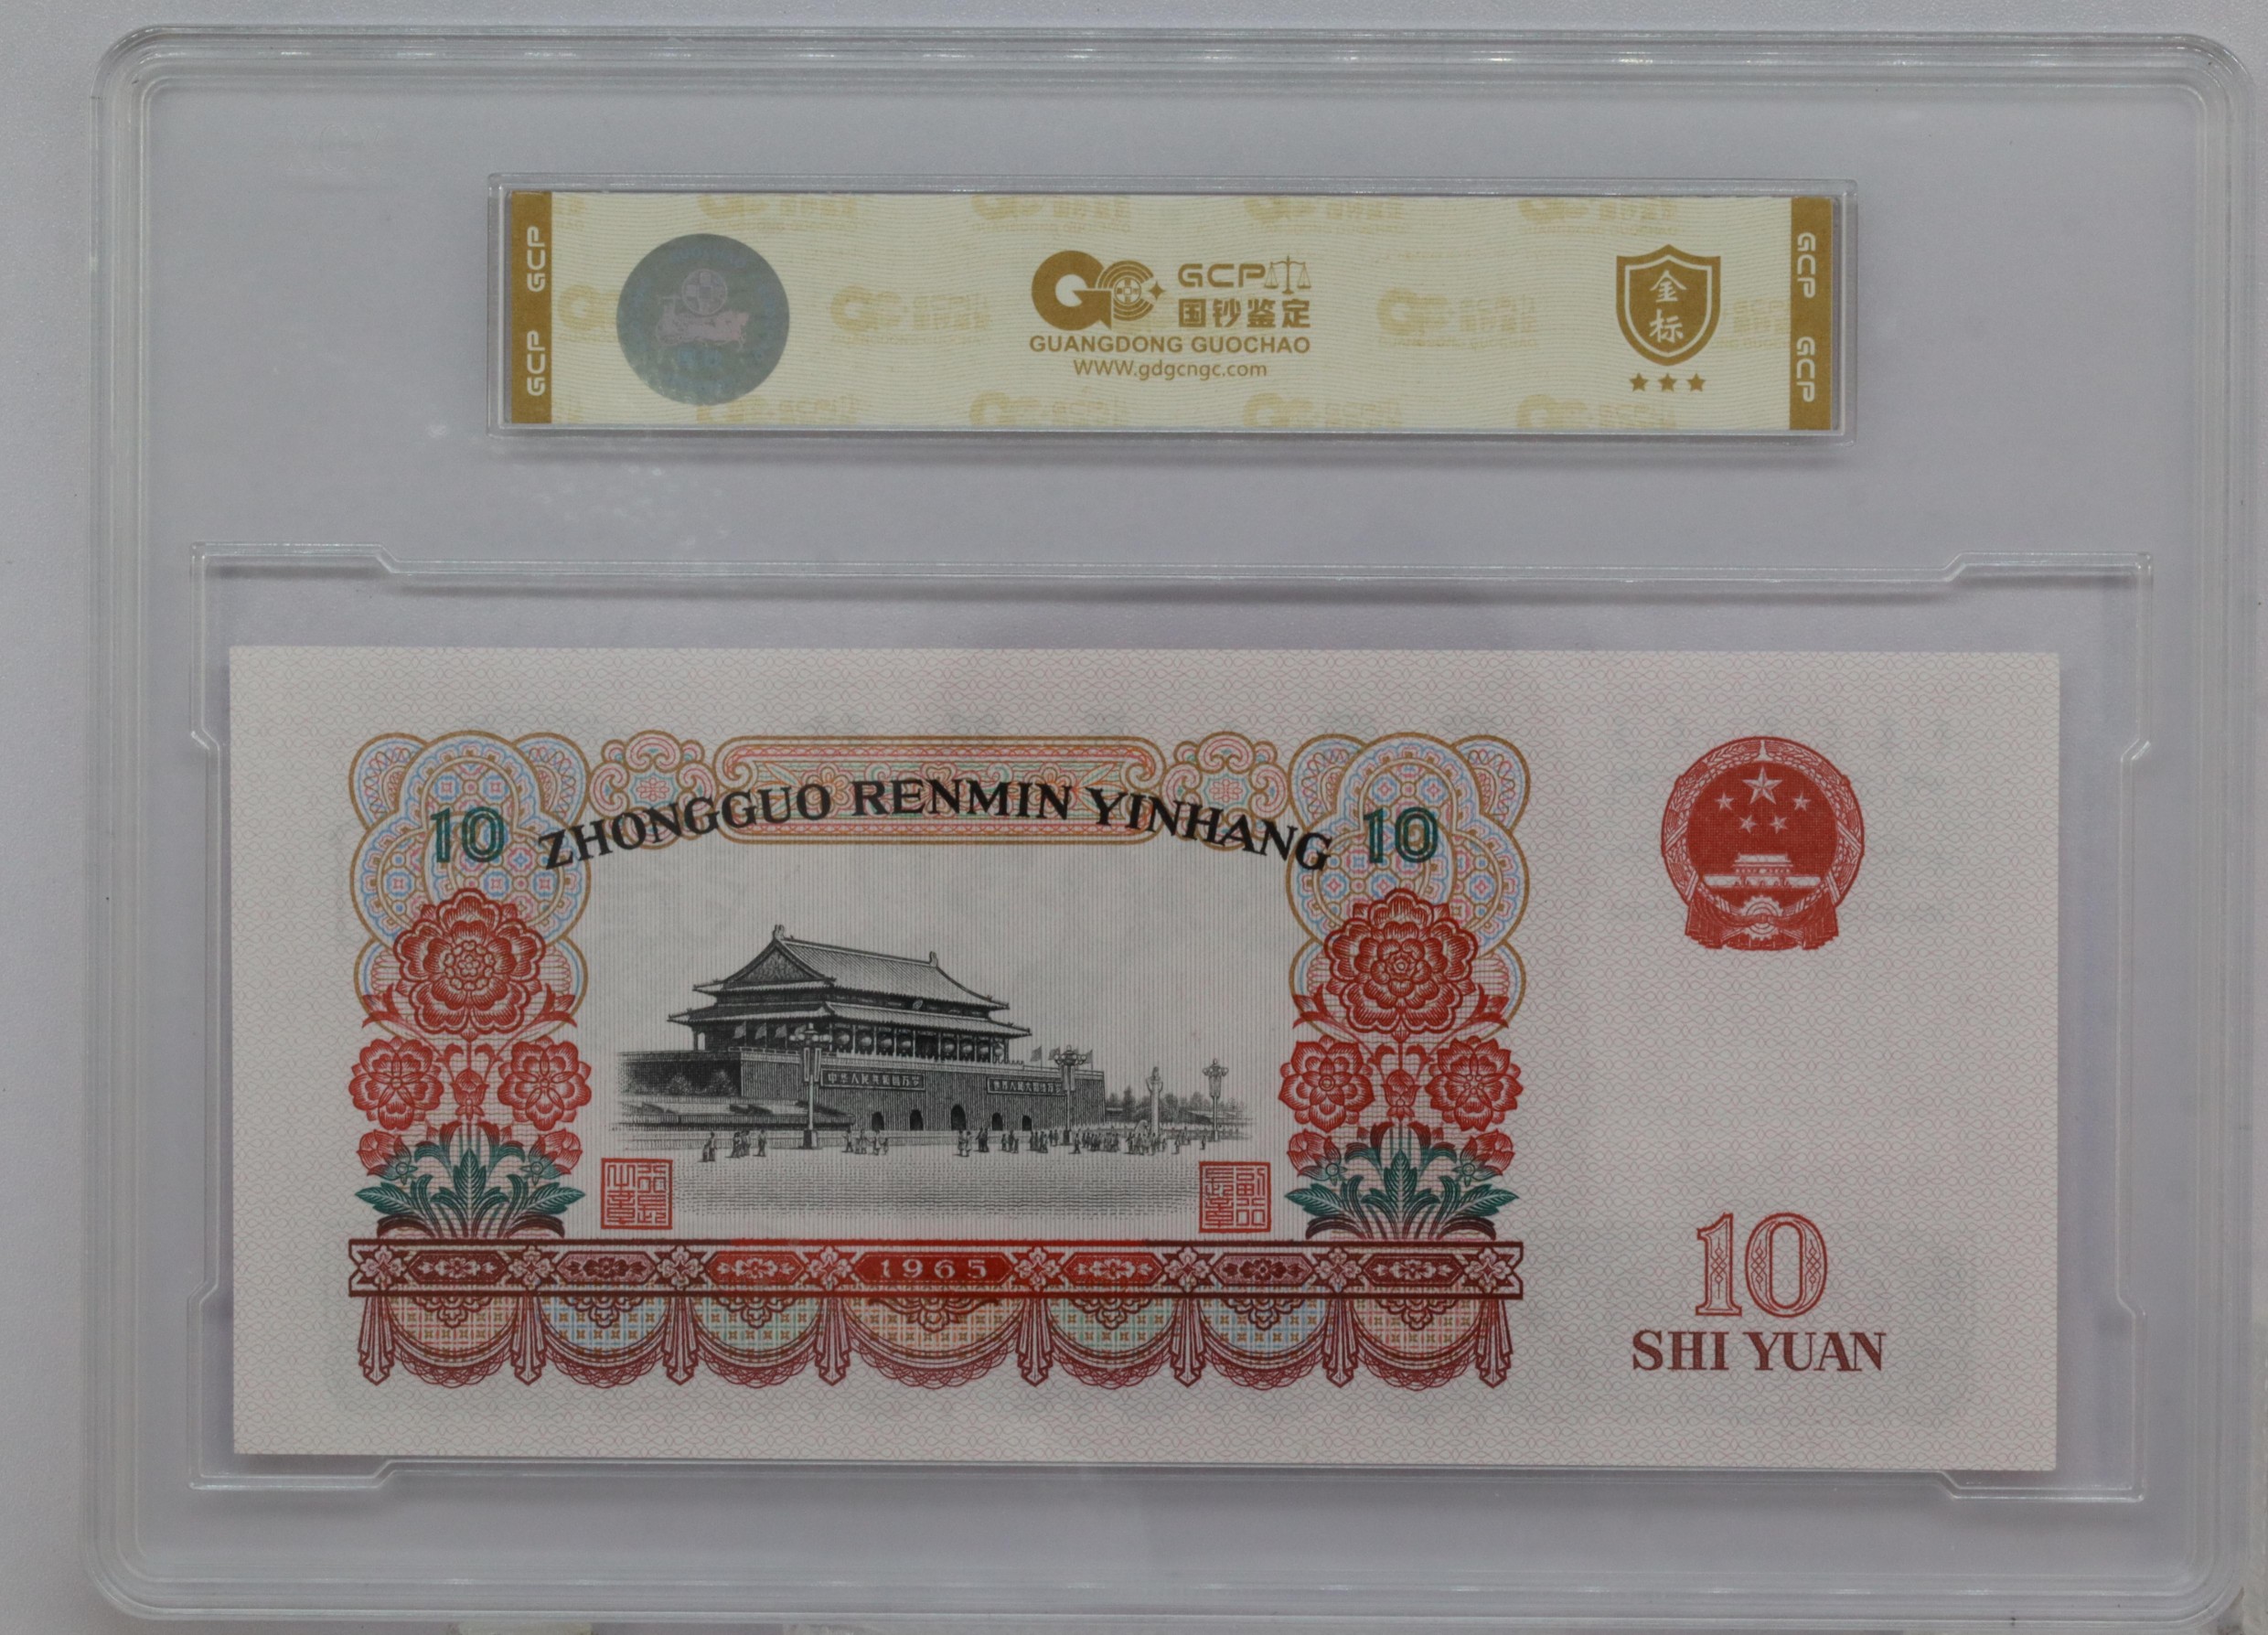 GCP
GCP
GCP
国钞鉴定
GUANGDONG GUOCHAO
WWW.gdgcngc.com
金
标
GCP
GCP
ZHONGGUO RENMIN YINHANG
10
10
1965
10
SHI YUAN